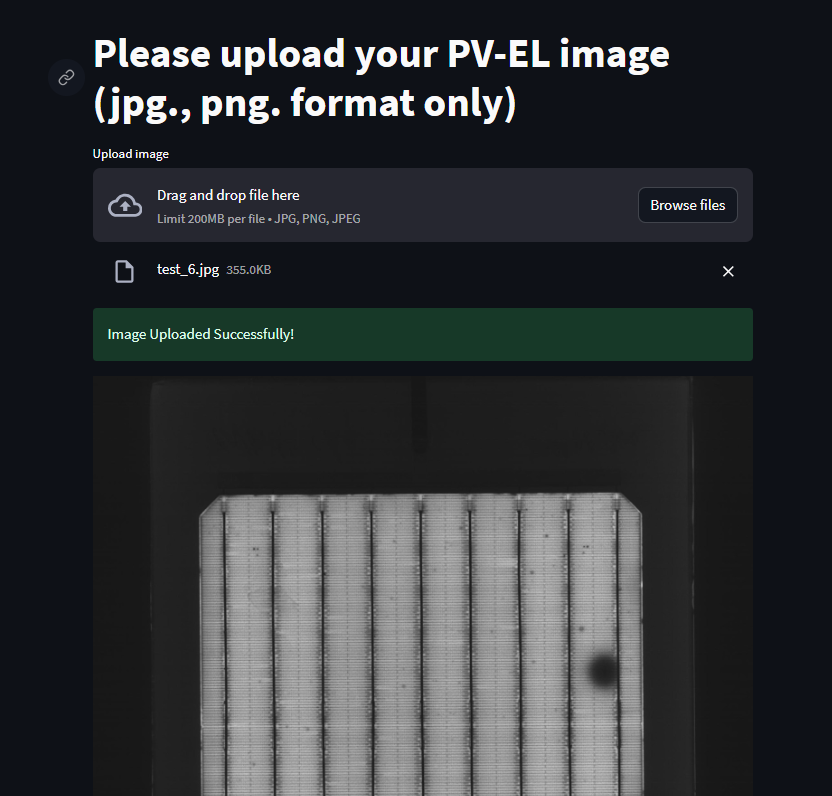 Please upload your PV-EL image
(jpg., png. format only)
Upload image
Drag and drop file here
Limit 200MB per file • JPG, PNG, JPEG
Browse files
test_6.jpg 355.0KB
Image Uploaded Successfully!